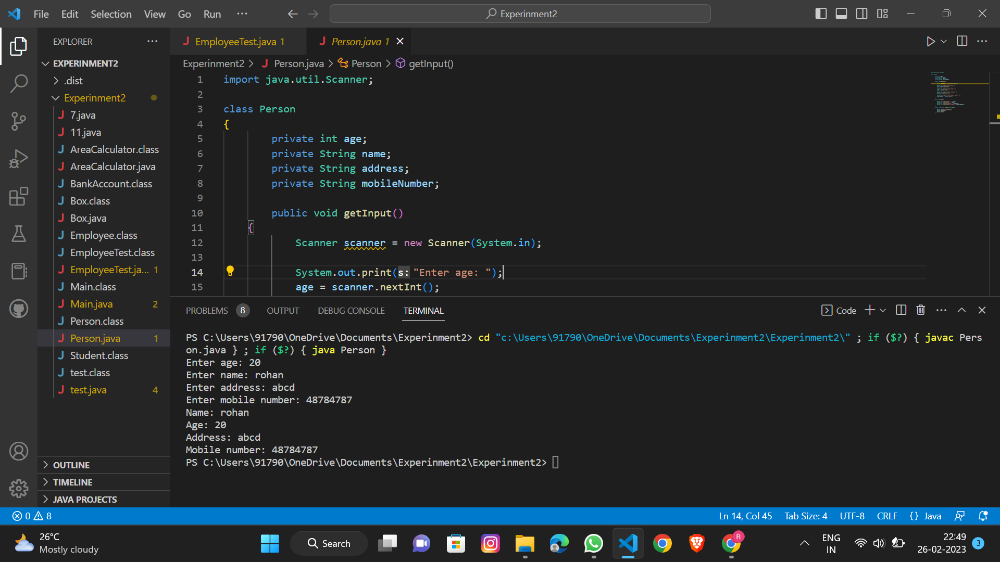 File Edit Selection View Go Run ···
Experinment2
EXPLORER
EXPERINMENT2
.dist
Experinment2
7.java
11.java
AreaCalculator.class
AreaCalculator.java
BankAccount.class
Box.class
Box.java
Employee.class
EmployeeTest.class
EmployeeTest.ja... 1
Main.class
Main.java 2
Person.class
Person.java 1
Student.class
test.class
test.java 4
OUTLINE
TIMELINE
JAVA PROJECTS
EmployeeTest.java 1 Person.java 1
Experinment2 > Person.java > Person > getInput()
1 import java.util.Scanner;
2
3 class Person
4 {
5 private int age;
6 private String name;
7 private String address;
8 private String mobileNumber;
9
10 public void getInput()
11 {
12 Scanner scanner = new Scanner(System.in);
13
14 System.out.print(s: "Enter age: ");
15 age = scanner.nextInt();
PROBLEMS 8 OUTPUT DEBUG CONSOLE TERMINAL Code
PS C:\Users\91790\OneDrive\Documents\Experinment2> cd "c:\Users\91790\OneDrive\Documents\Experinment2\Experinment2\" ; if ($?) { javac Pers
on.java } ; if ($?) { java Person }
Enter age: 20
Enter name: rohan
Enter address: abcd
Enter mobile number: 48784787
Name: rohan
Age: 20
Address: abcd
Mobile number: 48784787
PS C:\Users\91790\OneDrive\Documents\Experinment2\Experinment2>
0 8 Ln 14, Col 45 Tab Size: 4 UTF-8 CRLF {} Java
26°C
Mostly cloudy
Search
R
ENG
IN
22:49
26-02-2023
3